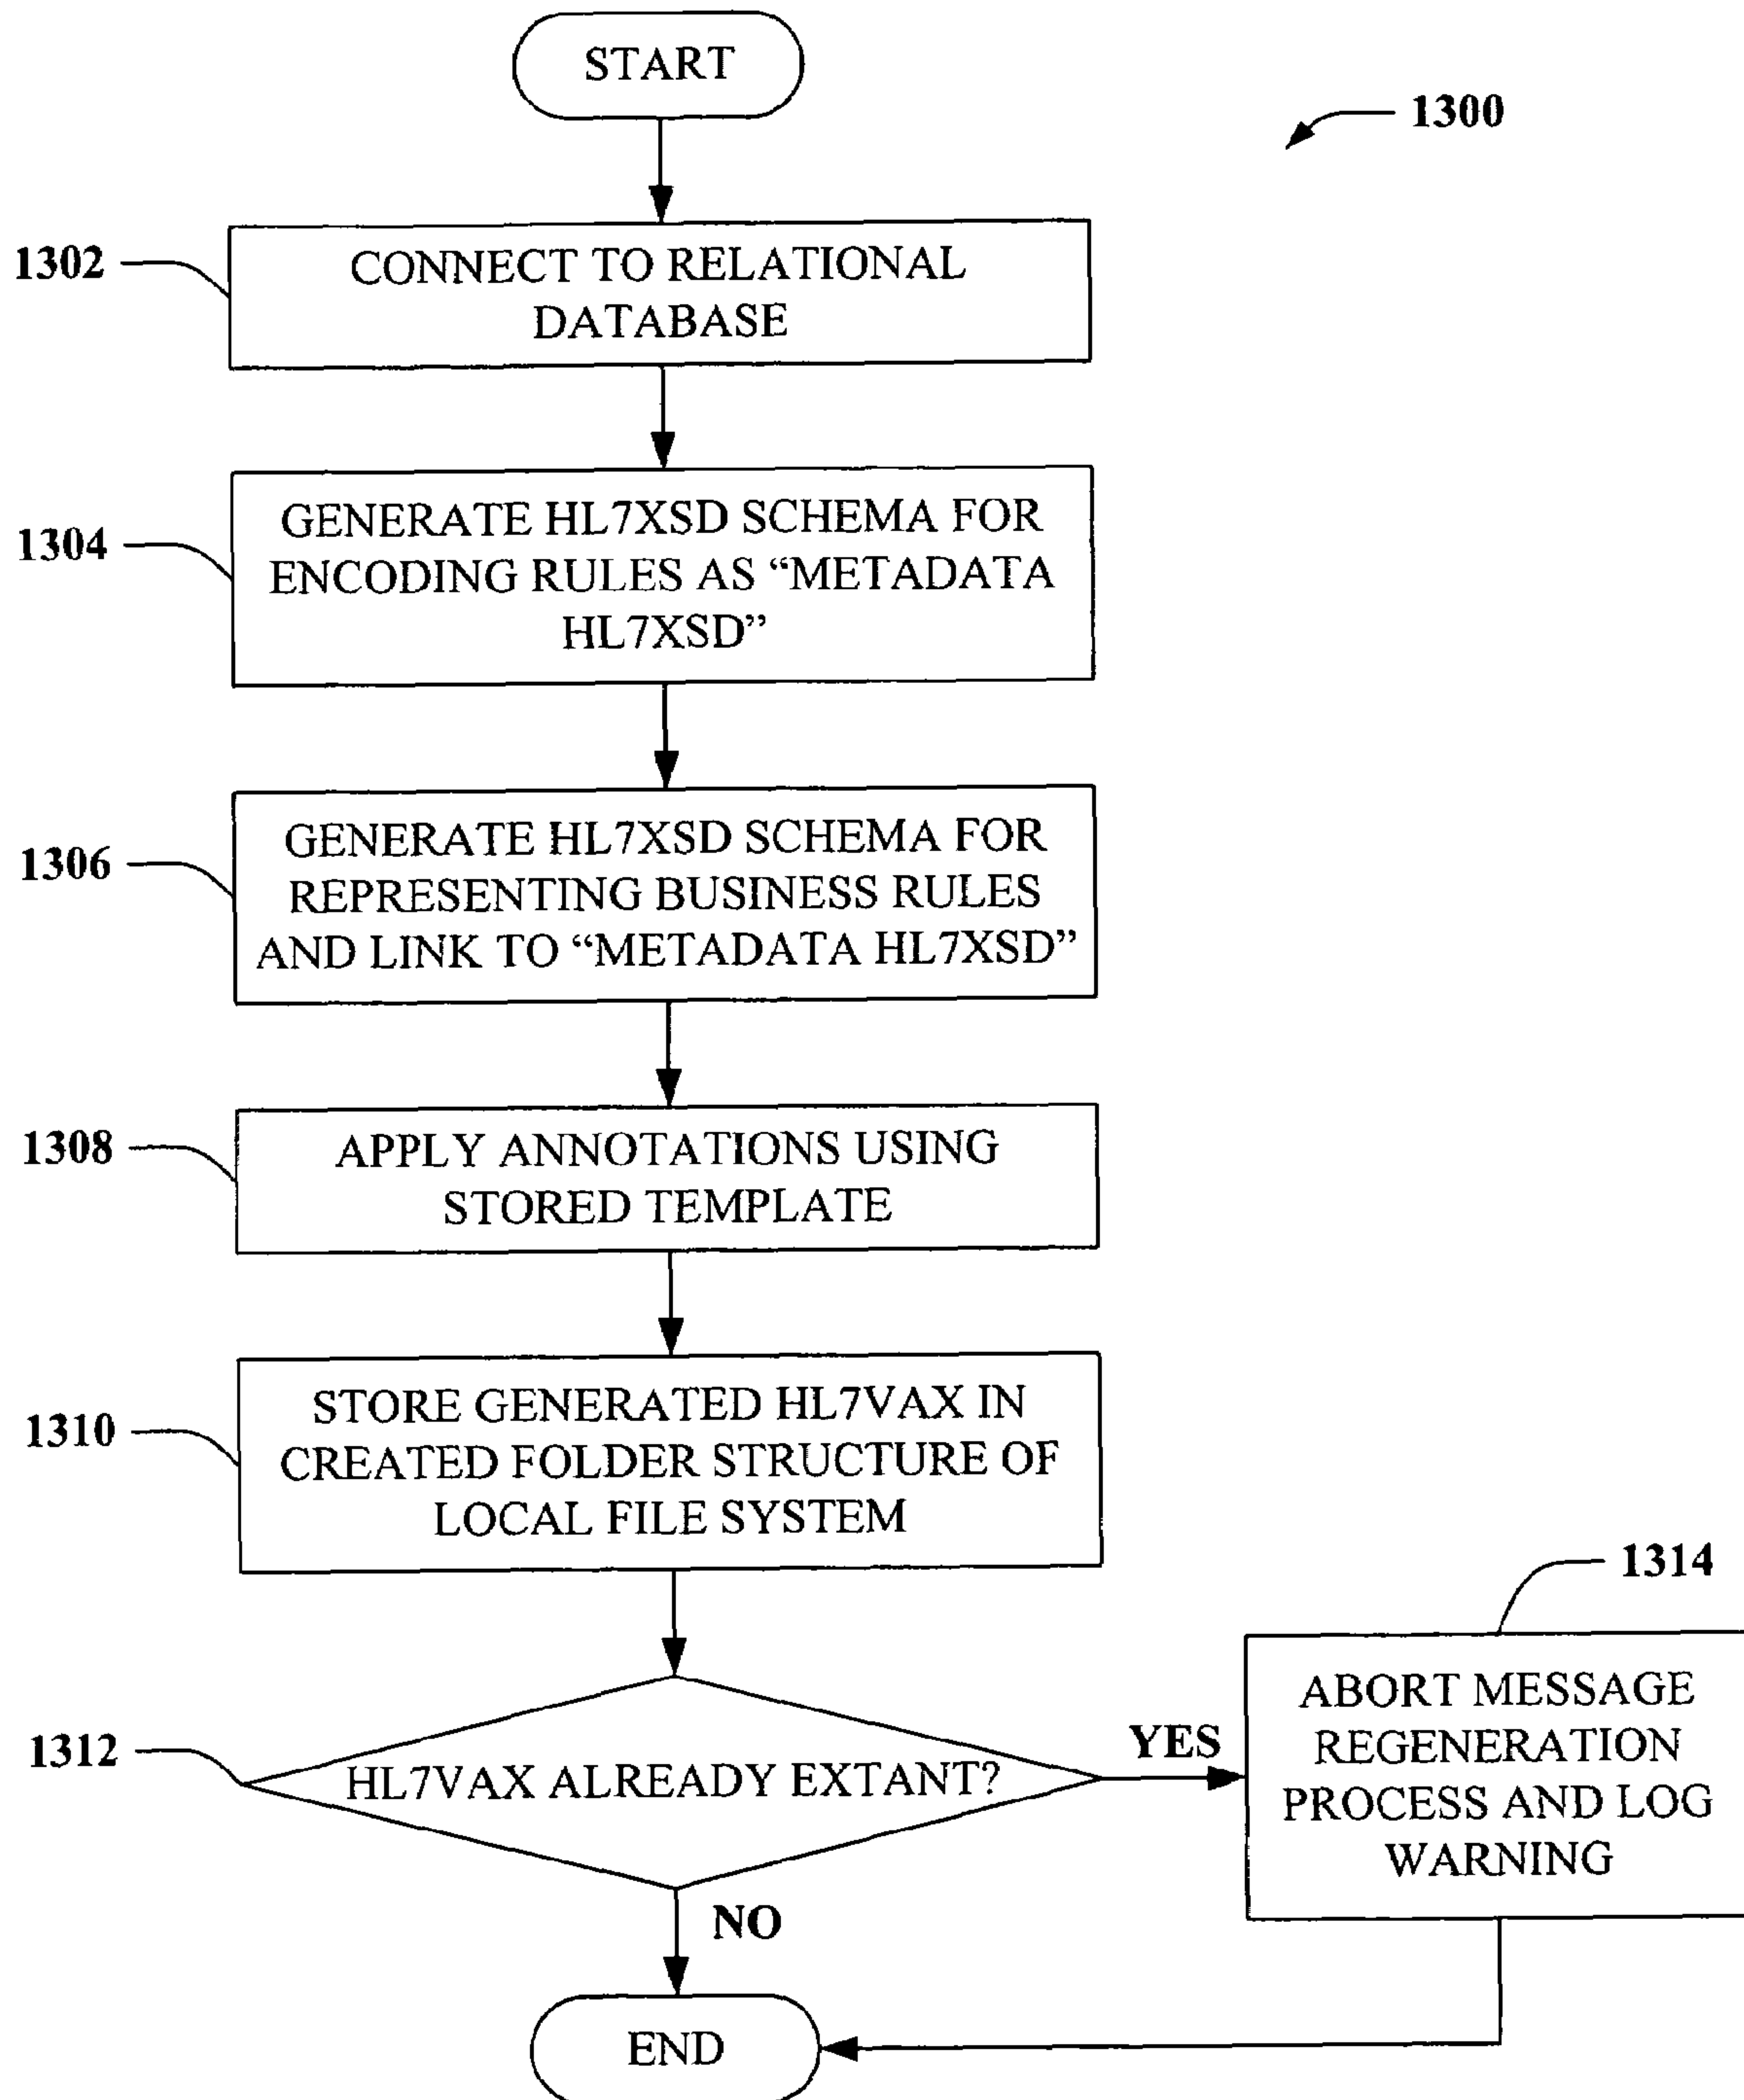 START
1300
1302
CONNECT TO RELATIONAL
DATABASE
1304
GENERATE HL7XSD SCHEMA FOR
ENCODING RULES AS “METADATA
HL7XSD”
1306
GENERATE HL7XSD SCHEMA FOR
REPRESENTING BUSINESS RULES
AND LINK TO “METADATA HL7XSD”
1308
APPLY ANNOTATIONS USING
STORED TEMPLATE
1310
STORE GENERATED HL7VAX IN
CREATED FOLDER STRUCTURE OF
LOCAL FILE SYSTEM
1312
HL7VAX ALREADY EXTANT?
YES
1314
ABORT MESSAGE
REGENERATION
PROCESS AND LOG
WARNING
NO
END